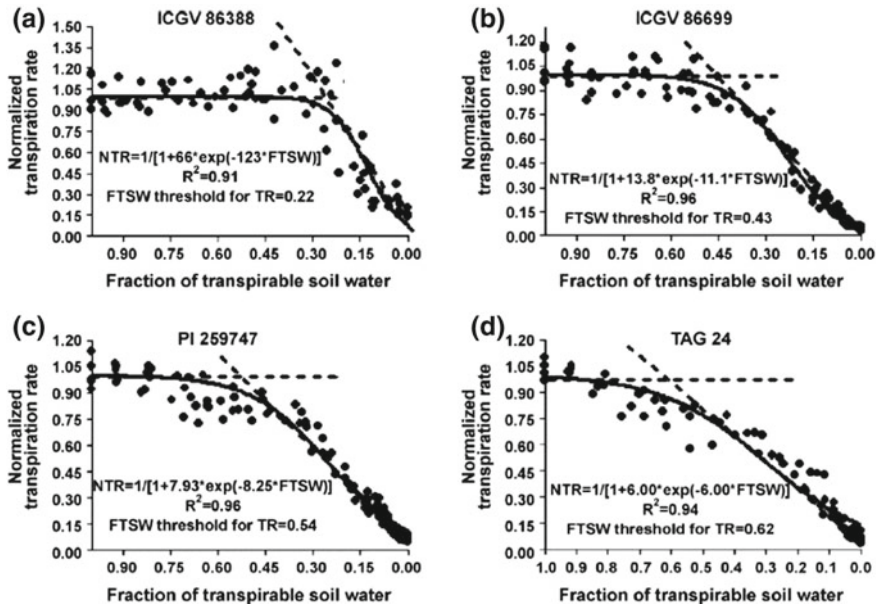 (a)
ICGV 86388
Normalized
transpiration rate
1.50
1.35
1.20
1.05
0.90
0.75
0.60
0.45
0.30
0.15
0.00
NTR=1/[1+66*exp(-123*FTSW)]
R²=0.91
FTSW threshold for TR=0.22
0.90 0.75 0.60 0.45 0.30 0.15 0.00
Fraction of transpirable soil water
(b)
ICGV 86699
Normalized
transpiration rate
1.20
1.05
0.90
0.75
0.60
0.45
0.30
0.15
0.00
NTR=1/[1+13.8*exp(-11.1*FTSW)]
R²=0.96
FTSW threshold for TR=0.43
0.90 0.75 0.60 0.45 0.30 0.15 0.00
Fraction of transpirable soil water
(c)
PI 259747
Normalized
transpiration rate
1.20
1.05
0.90
0.75
0.60
0.45
0.30
0.15
0.00
NTR=1/[1+7.93*exp(-8.25*FTSW)]
R²=0.96
FTSW threshold for TR=0.54
0.90 0.75 0.60 0.45 0.30 0.15 0.00
Fraction of transpirable soil water
(d)
TAG 24
Normalized
transpiration rate
1.20
1.05
0.90
0.75
0.60
0.45
0.30
0.15
0.00
NTR=1/[1+6.00*exp(-6.00*FTSW)]
R²=0.94
FTSW threshold for TR=0.62
1.0 0.9 0.8 0.7 0.6 0.5 0.4 0.3 0.2 0.1 0.0
Fraction of transpirable soil water